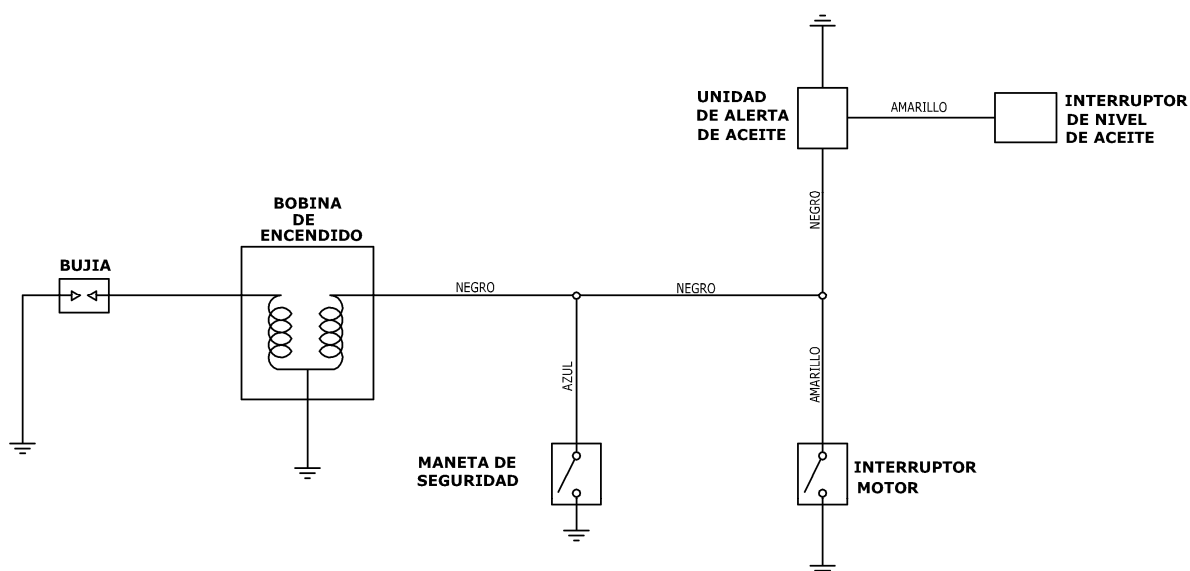 UNIDAD
DE ALERTA
DE ACEITE
AMARILLO
INTERRUPTOR
DE NIVEL
DE ACEITE
NEGRO
BOBINA
DE
ENCENDIDO
BUJIA
NEGRO
NEGRO
AZUL
AMARILLO
MANETA DE
SEGURIDAD
INTERRUPTOR
MOTOR